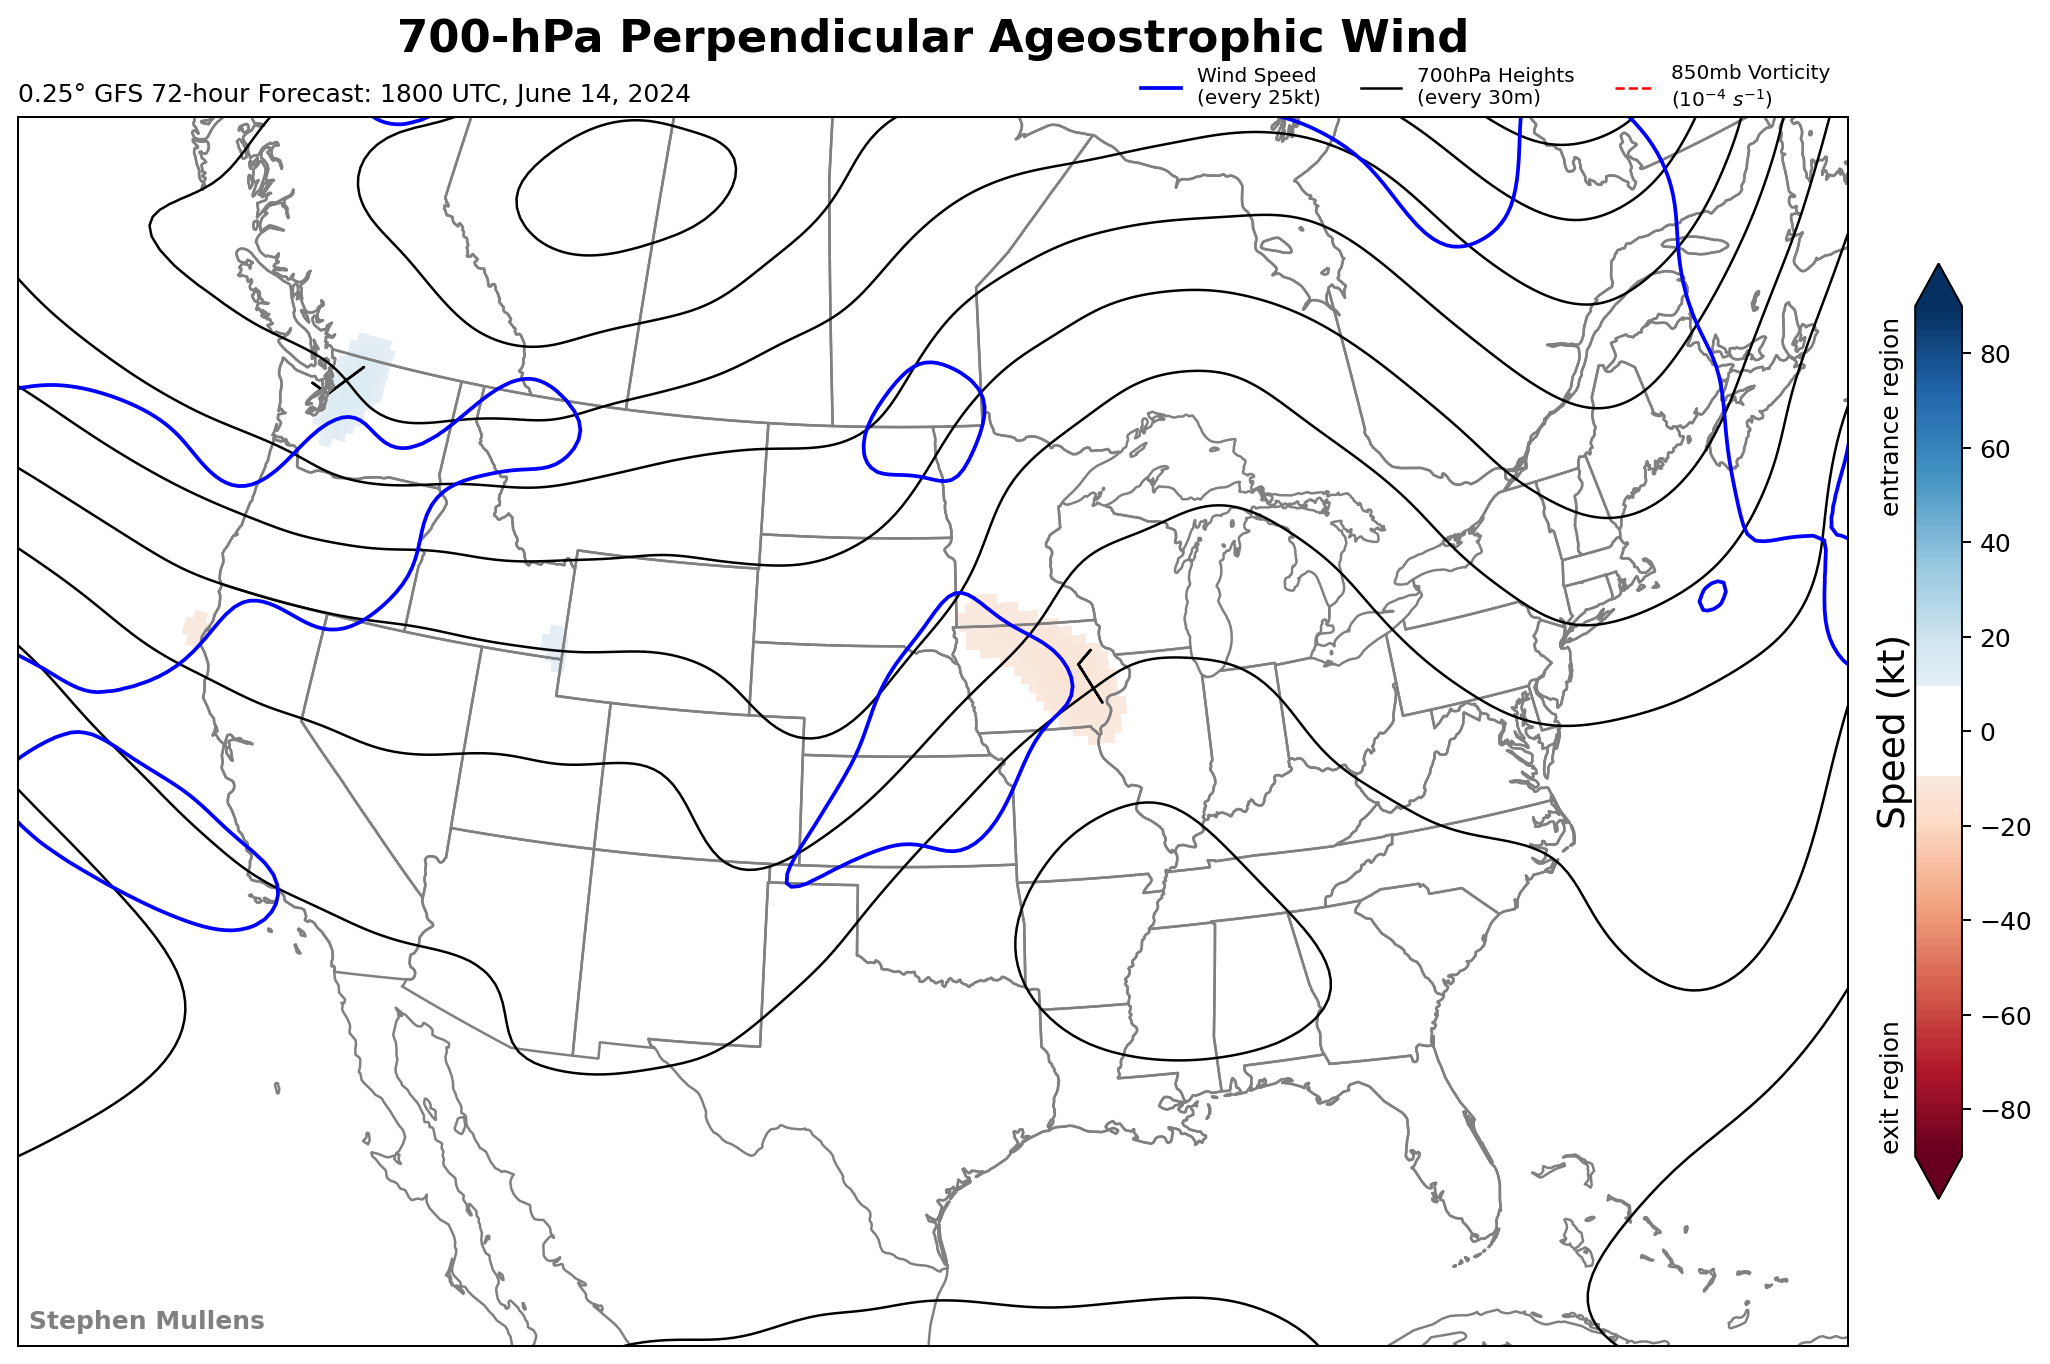 700-hPa Perpendicular Ageostrophic Wind
0.25° GFS 72-hour Forecast: 1800 UTC, June 14, 2024
Wind Speed
(every 25kt)
700hPa Heights
(every 30m)
850mb Vorticity
(10⁻⁴ s⁻¹)
entrance region
Speed (kt)
exit region
80
60
40
20
0
−20
−40
−60
−80
Stephen Mullens